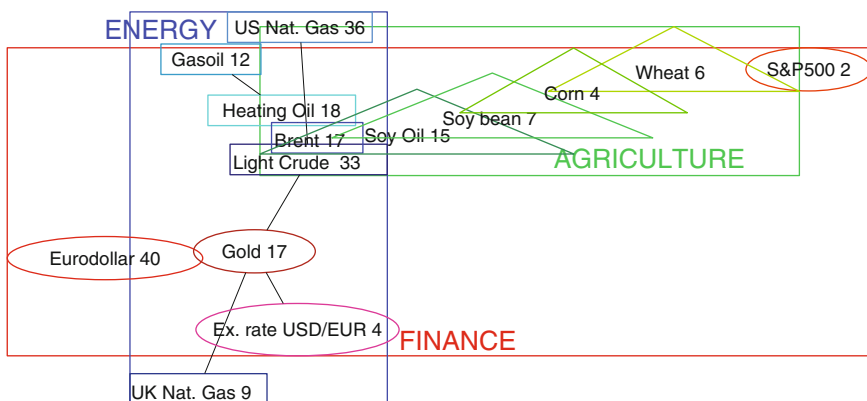 ENERGY
US Nat. Gas 36
Gasoil 12
Wheat 6
S&P500 2
Corn 4
Heating Oil 18
Soy bean 7
Brent 17
Soy Oil 15
Light Crude 33
AGRICULTURE
Gold 17
Eurodollar 40
Ex. rate USD/EUR 4
FINANCE
UK Nat. Gas 9